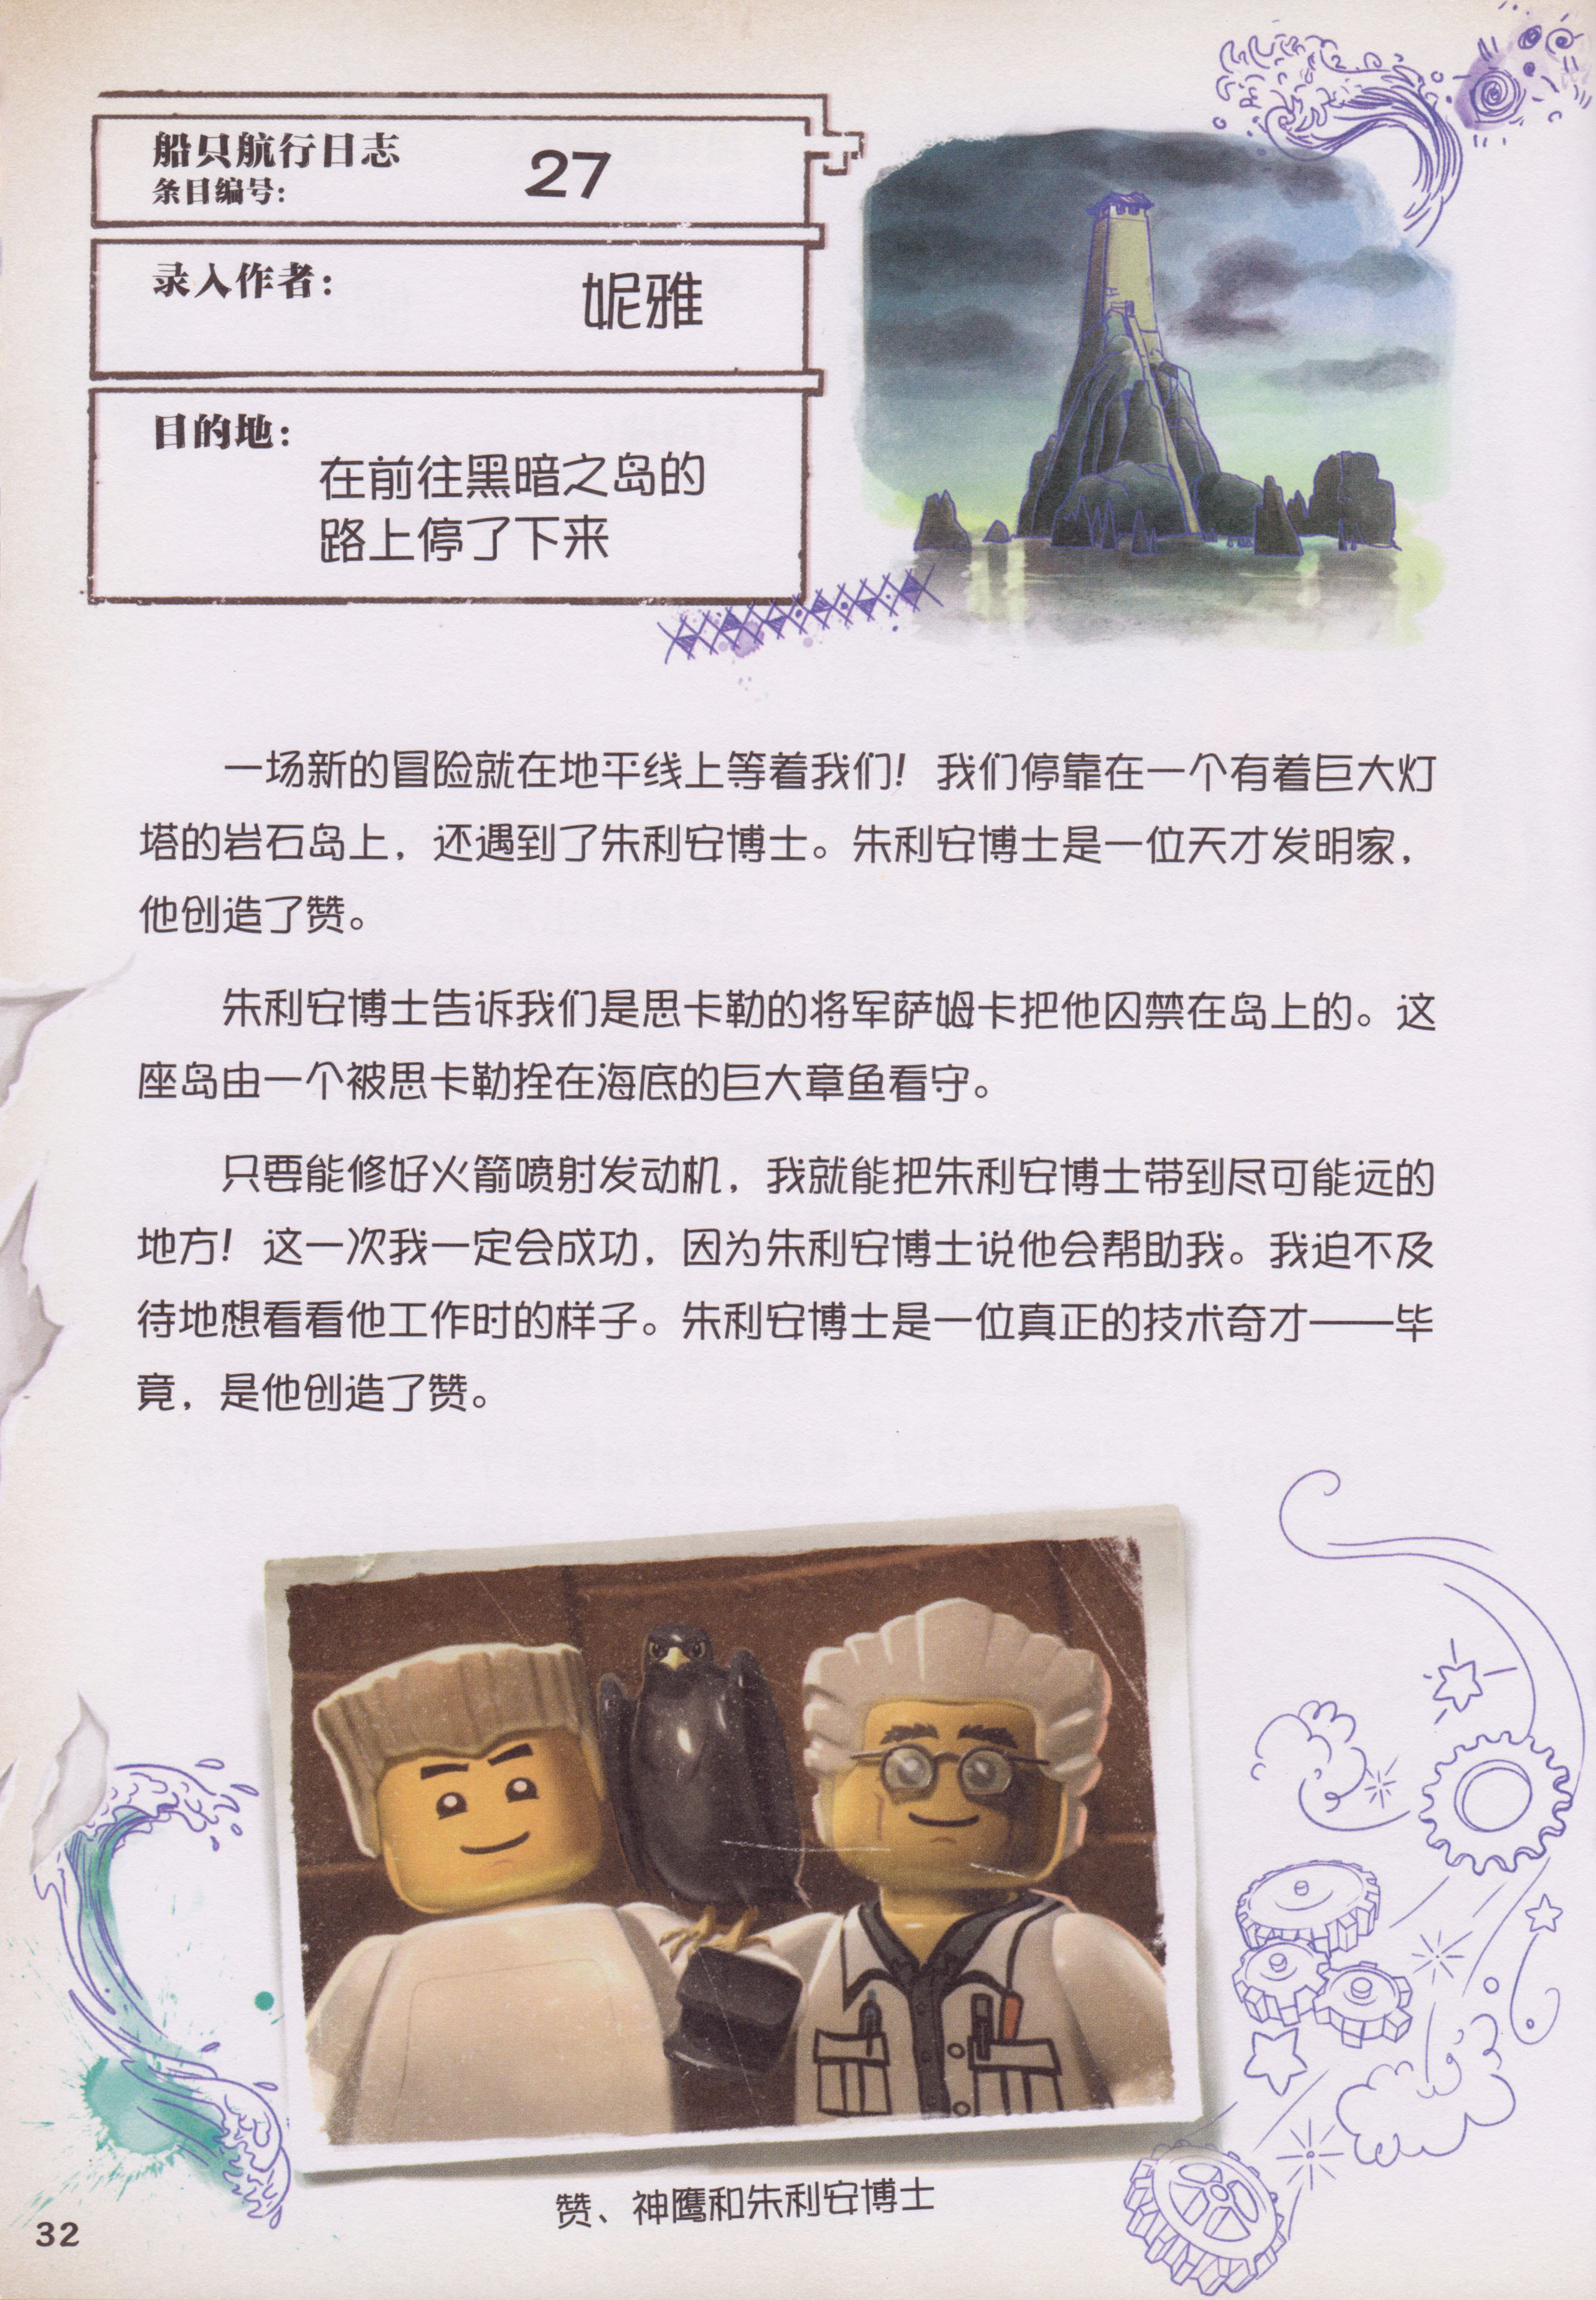 船只航行日志
条目编号： 27
录入作者： 妮雅
目的地：
在前往黑暗之岛的
路上停了下来
一场新的冒险就在地平线上等着我们！我们停靠在一个有着巨大灯
塔的岩石岛上，还遇到了朱利安博士。朱利安博士是一位天才发明家，
他创造了赞。
朱利安博士告诉我们是思卡勒的将军萨姆卡把他囚禁在岛上的。这
座岛由一个被思卡勒拴在海底的巨大章鱼看守。
只要能修好火箭喷射发动机，我就能把朱利安博士带到尽可能远的
地方！这一次我一定会成功，因为朱利安博士说他会帮助我。我迫不及
待地想看看他工作时的样子。朱利安博士是一位真正的技术奇才——毕
竟，是他创造了赞。
赞、神鹰和朱利安博士
32